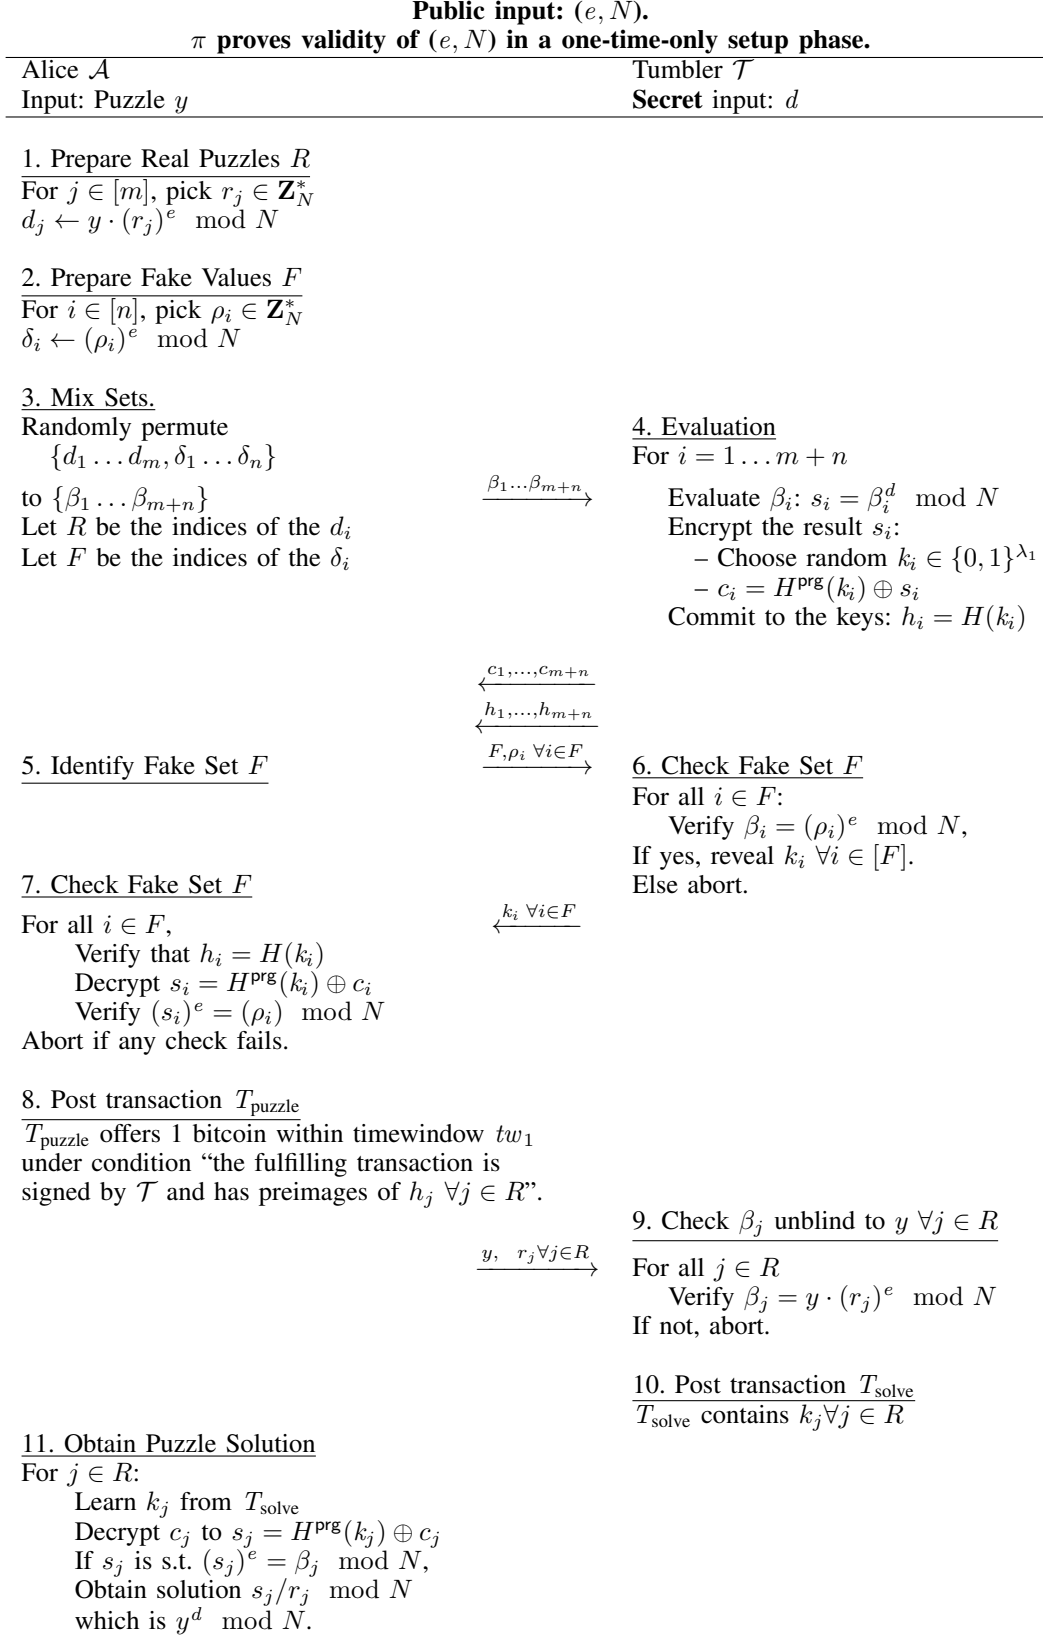 Public input: (e, N).
π proves validity of (e, N) in a one-time-only setup phase.
Alice 𝒜
Tumbler 𝒯
Input: Puzzle y
Secret input: d
1. Prepare Real Puzzles R
For j ∈ [m], pick r_j ∈ Z*_N
d_j ← y · (r_j)^e mod N
2. Prepare Fake Values F
For i ∈ [n], pick ρ_i ∈ Z*_N
δ_i ← (ρ_i)^e mod N
3. Mix Sets.
Randomly permute
{d_1 … d_m, δ_1 … δ_n}
to {β_1 … β_{m+n}}
Let R be the indices of the d_i
Let F be the indices of the δ_i
β_1…β_{m+n}
4. Evaluation
For i = 1 … m + n
Evaluate β_i: s_i = β_i^d mod N
Encrypt the result s_i:
– Choose random k_i ∈ {0, 1}^{λ_1}
– c_i = H^prg(k_i) ⊕ s_i
Commit to the keys: h_i = H(k_i)
c_1,…,c_{m+n}
h_1,…,h_{m+n}
5. Identify Fake Set F
F,ρ_i ∀i∈F
6. Check Fake Set F
For all i ∈ F:
Verify β_i = (ρ_i)^e mod N,
If yes, reveal k_i ∀i ∈ [F].
Else abort.
7. Check Fake Set F
k_i ∀i∈F
For all i ∈ F,
Verify that h_i = H(k_i)
Decrypt s_i = H^prg(k_i) ⊕ c_i
Verify (s_i)^e = (ρ_i) mod N
Abort if any check fails.
8. Post transaction T_puzzle
T_puzzle offers 1 bitcoin within timewindow tw_1
under condition “the fulfilling transaction is
signed by 𝒯 and has preimages of h_j ∀j ∈ R”.
y, r_j∀j∈R
9. Check β_j unblind to y ∀j ∈ R
For all j ∈ R
Verify β_j = y · (r_j)^e mod N
If not, abort.
10. Post transaction T_solve
T_solve contains k_j∀j ∈ R
11. Obtain Puzzle Solution
For j ∈ R:
Learn k_j from T_solve
Decrypt c_j to s_j = H^prg(k_j) ⊕ c_j
If s_j is s.t. (s_j)^e = β_j mod N,
Obtain solution s_j/r_j mod N
which is y^d mod N.